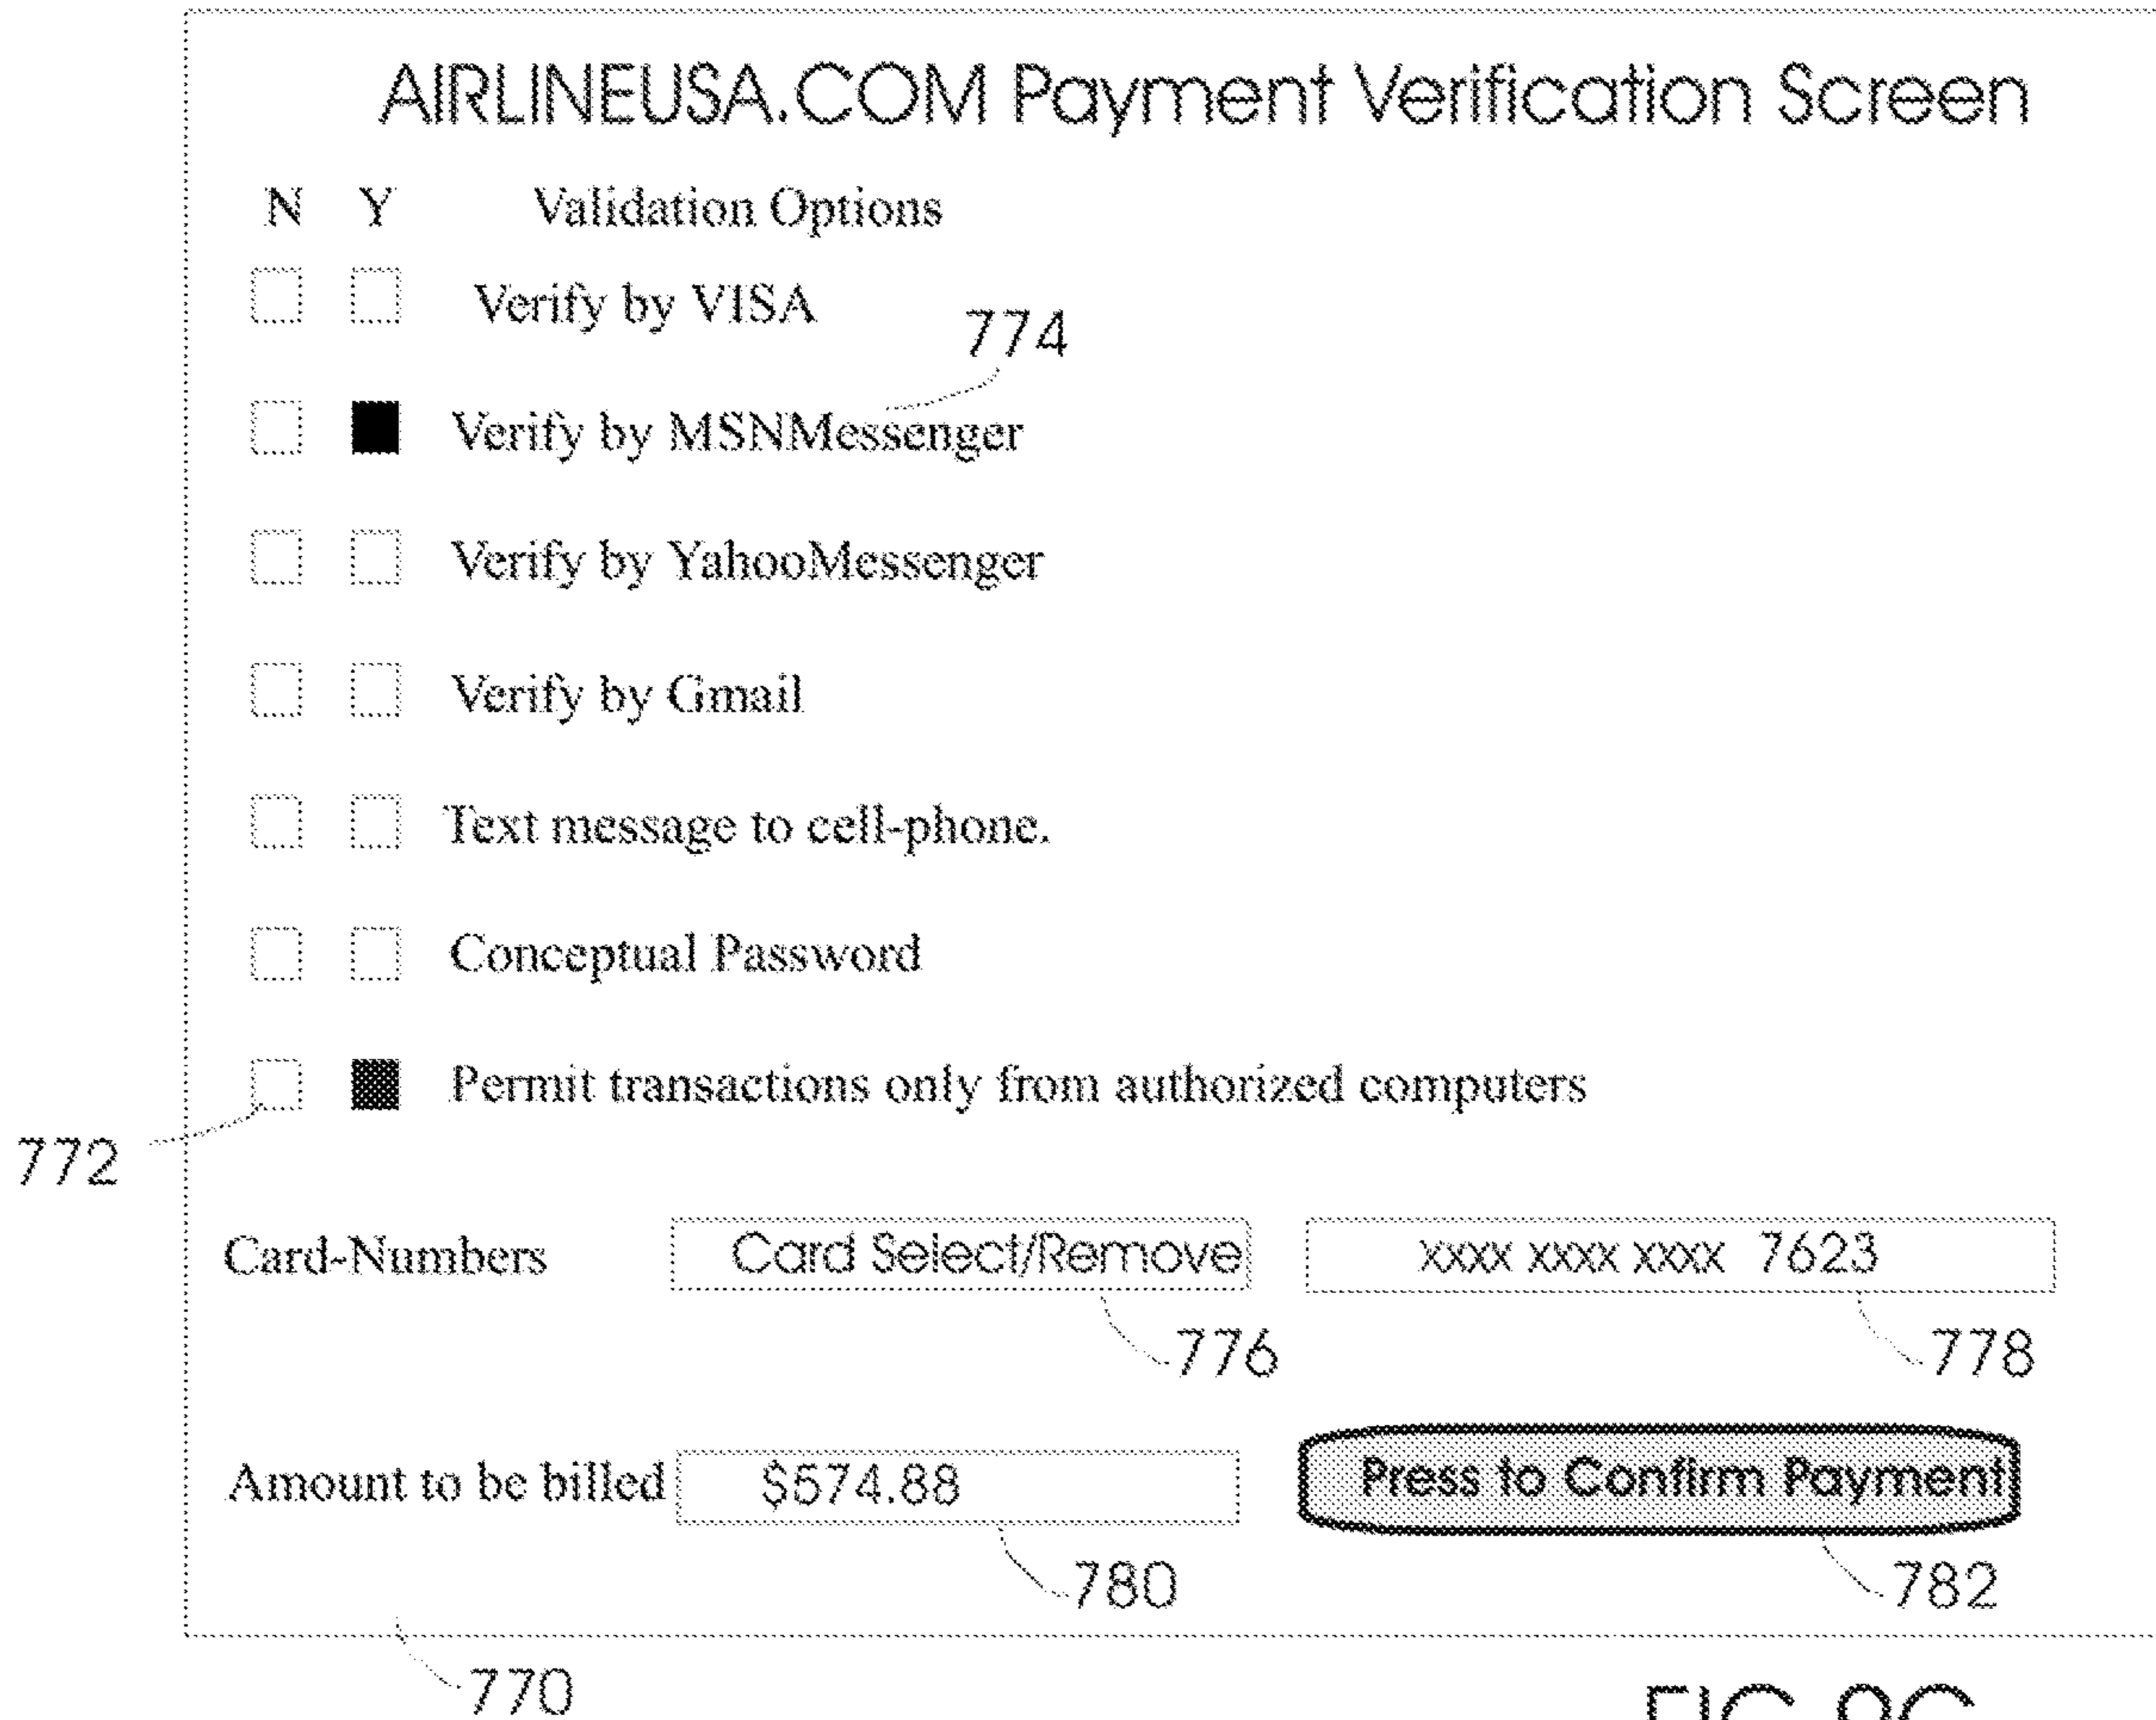 AIRLINEUSA.COM Payment Verification Screen
N Y Validation Options
Verify by VISA
774
Verify by MSNMessenger
Verify by YahooMessenger
Verify by Gmail
Text message to cell-phone.
Conceptual Password
Permit transactions only from authorized computers
772
Card-Numbers Card Select/Remove xxxx xxxx xxxx 7623
776 778
Amount to be billed $574.88 Press to Confirm Payment
780 782
770